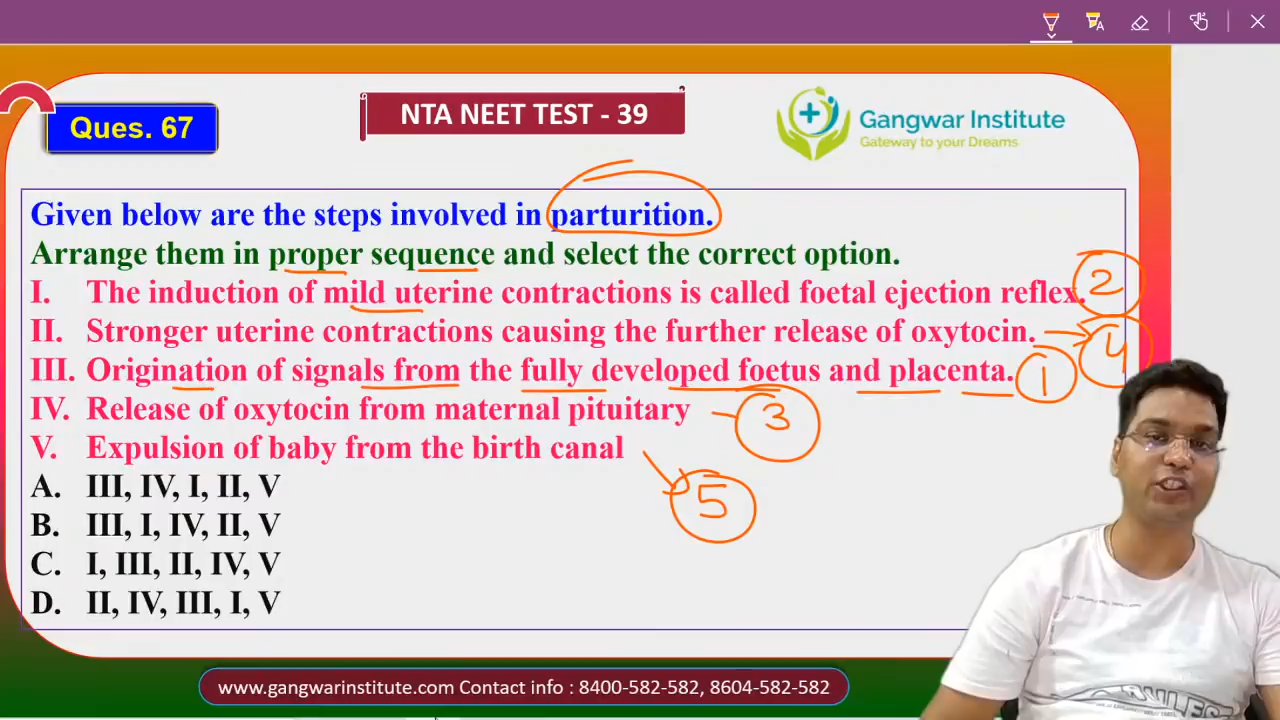 Ques. 67
NTA NEET TEST - 39
Gangwar Institute
Gateway to your Dreams
Given below are the steps involved in parturition.
Arrange them in proper sequence and select the correct option.
I. The induction of mild uterine contractions is called foetal ejection reflex. 2
II. Stronger uterine contractions causing the further release of oxytocin. 4
III. Origination of signals from the fully developed foetus and placenta. 1
IV. Release of oxytocin from maternal pituitary 3
V. Expulsion of baby from the birth canal 5
A. III, IV, I, II, V
B. III, I, IV, II, V
C. I, III, II, IV, V
D. II, IV, III, I, V
www.gangwarinstitute.com Contact info : 8400-582-582, 8604-582-582